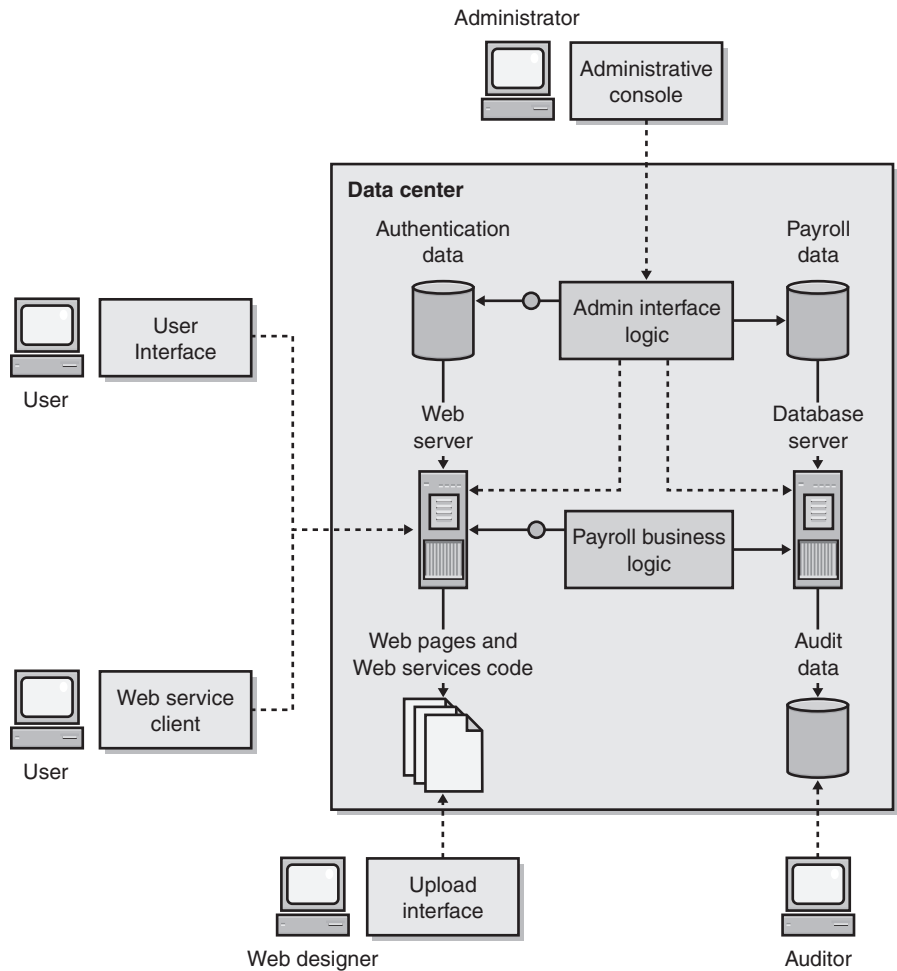 Administrator
Administrative
console
Data center
Authentication
data
Payroll
data
Admin interface
logic
User
Interface
User
Web
server
Database
server
Payroll business
logic
Web pages and
Web services code
Audit
data
Web service
client
User
Upload
interface
Web designer
Auditor